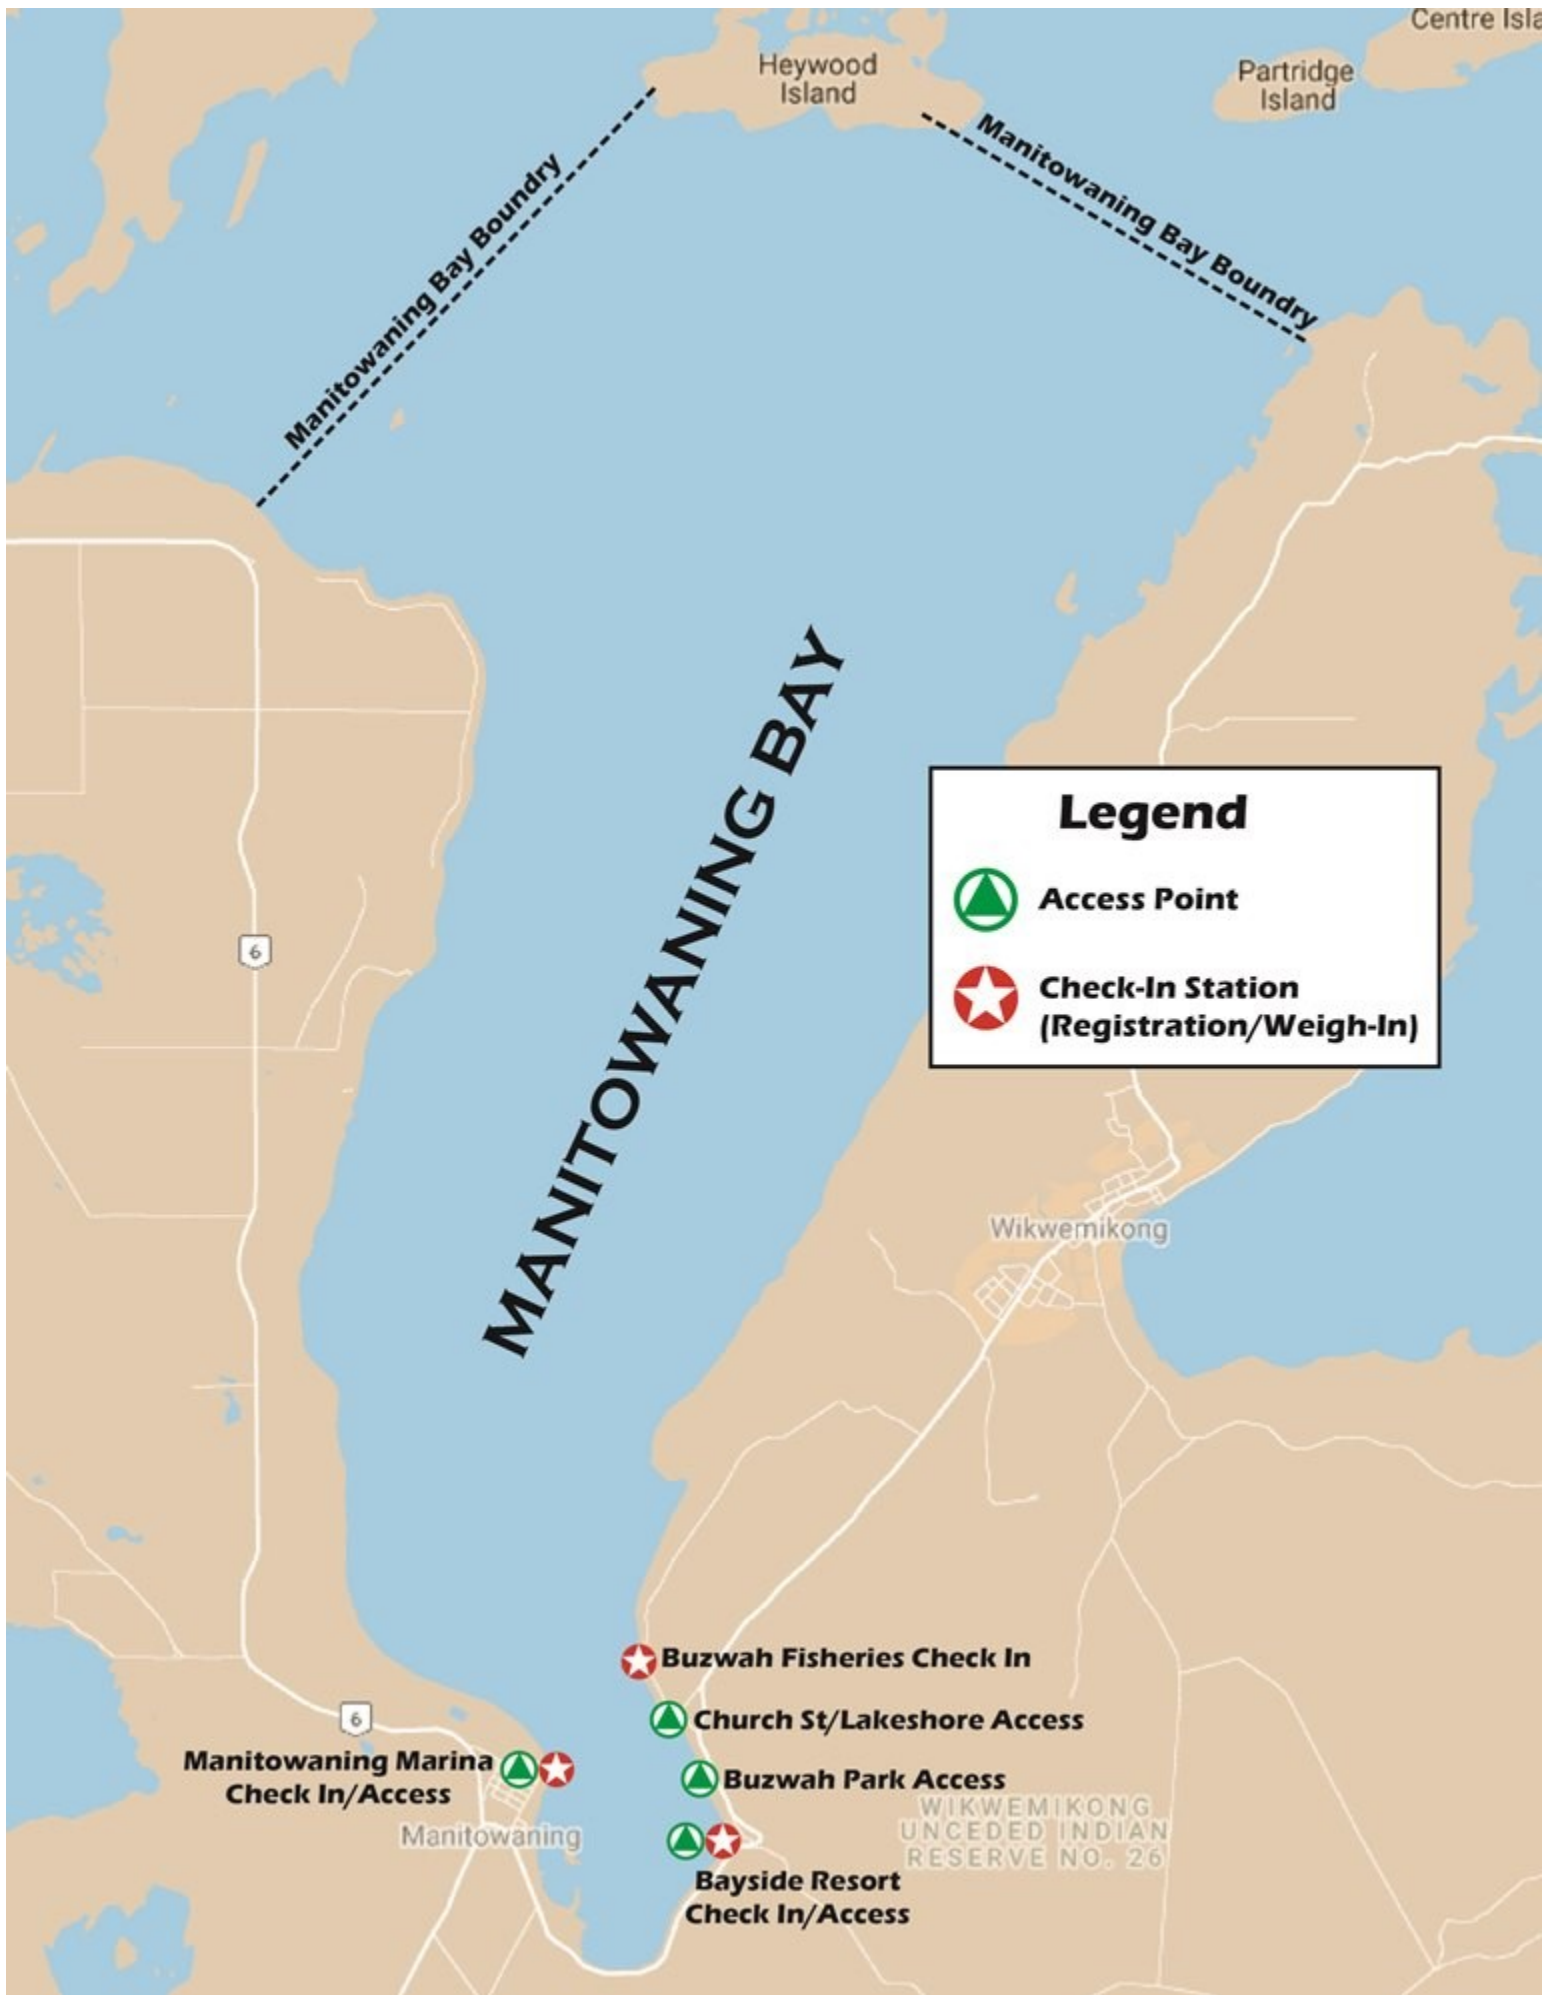 Centre Isla
Heywood
Island
Partridge
Island
Manitowaning Bay Boundry
Manitowaning Bay Boundry
MANITOWANING BAY
Legend
Access Point
Check-In Station
(Registration/Weigh-In)
6
Wikwemikong
Buzwah Fisheries Check In
6
Church St/Lakeshore Access
Manitowaning Marina
Check In/Access
Buzwah Park Access
Manitowaning
WIKWEMIKONG
UNCEDED INDIAN
RESERVE NO. 26
Bayside Resort
Check In/Access